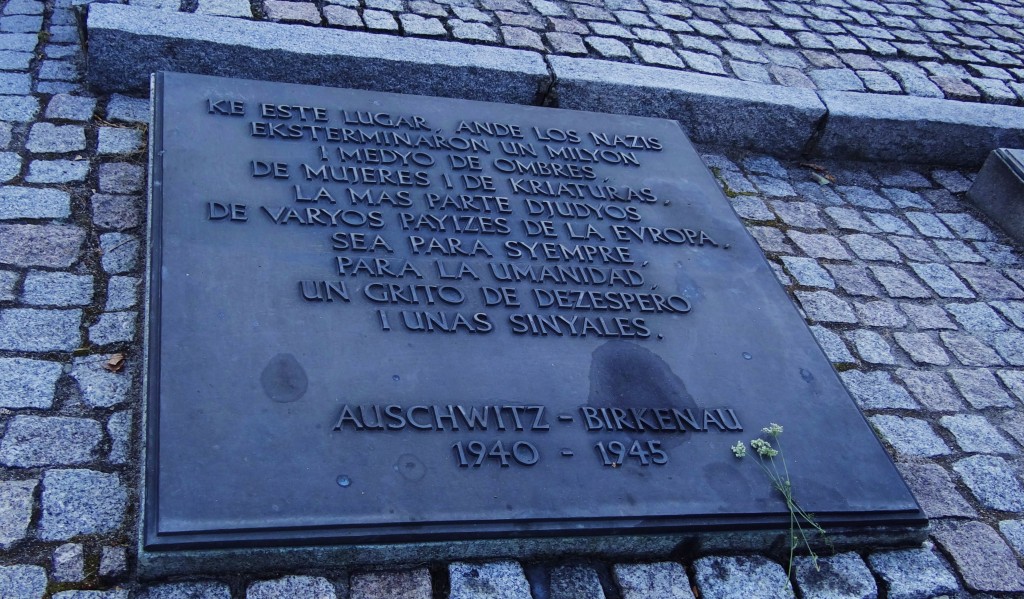 KE ESTE LUGAR, ANDE LOS NAZIS
EKSTERMINARON UN MILYON
I MEDYO DE OMBRES,
DE MUJERES I DE KRIATURAS,
LA MAS PARTE DJUDYOS
DE VARYOS PAYIZES DE LA EVROPA,
SEA PARA SYEMPRE,
PARA LA UMANIDAD,
UN GRITO DE DEZESPERO
I UNAS SINYALES.
AUSCHWITZ - BIRKENAU
1940 - 1945